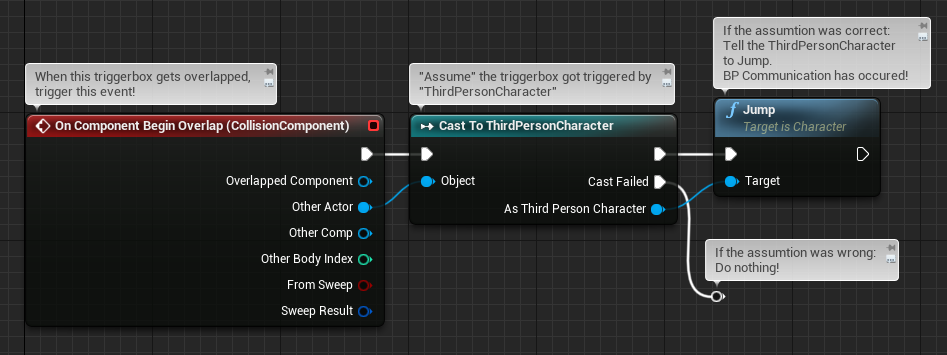 When this triggerbox gets overlapped,
trigger this event!
"Assume" the triggerbox got triggered by
"ThirdPersonCharacter"
If the assumtion was correct:
Tell the ThirdPersonCharacter
to Jump.
BP Communication has occured!
On Component Begin Overlap (CollisionComponent)
Overlapped Component
Other Actor
Other Comp
Other Body Index
From Sweep
Sweep Result
Cast To ThirdPersonCharacter
Object
Cast Failed
As Third Person Character
f Jump
Target is Character
Target
If the assumtion was wrong:
Do nothing!